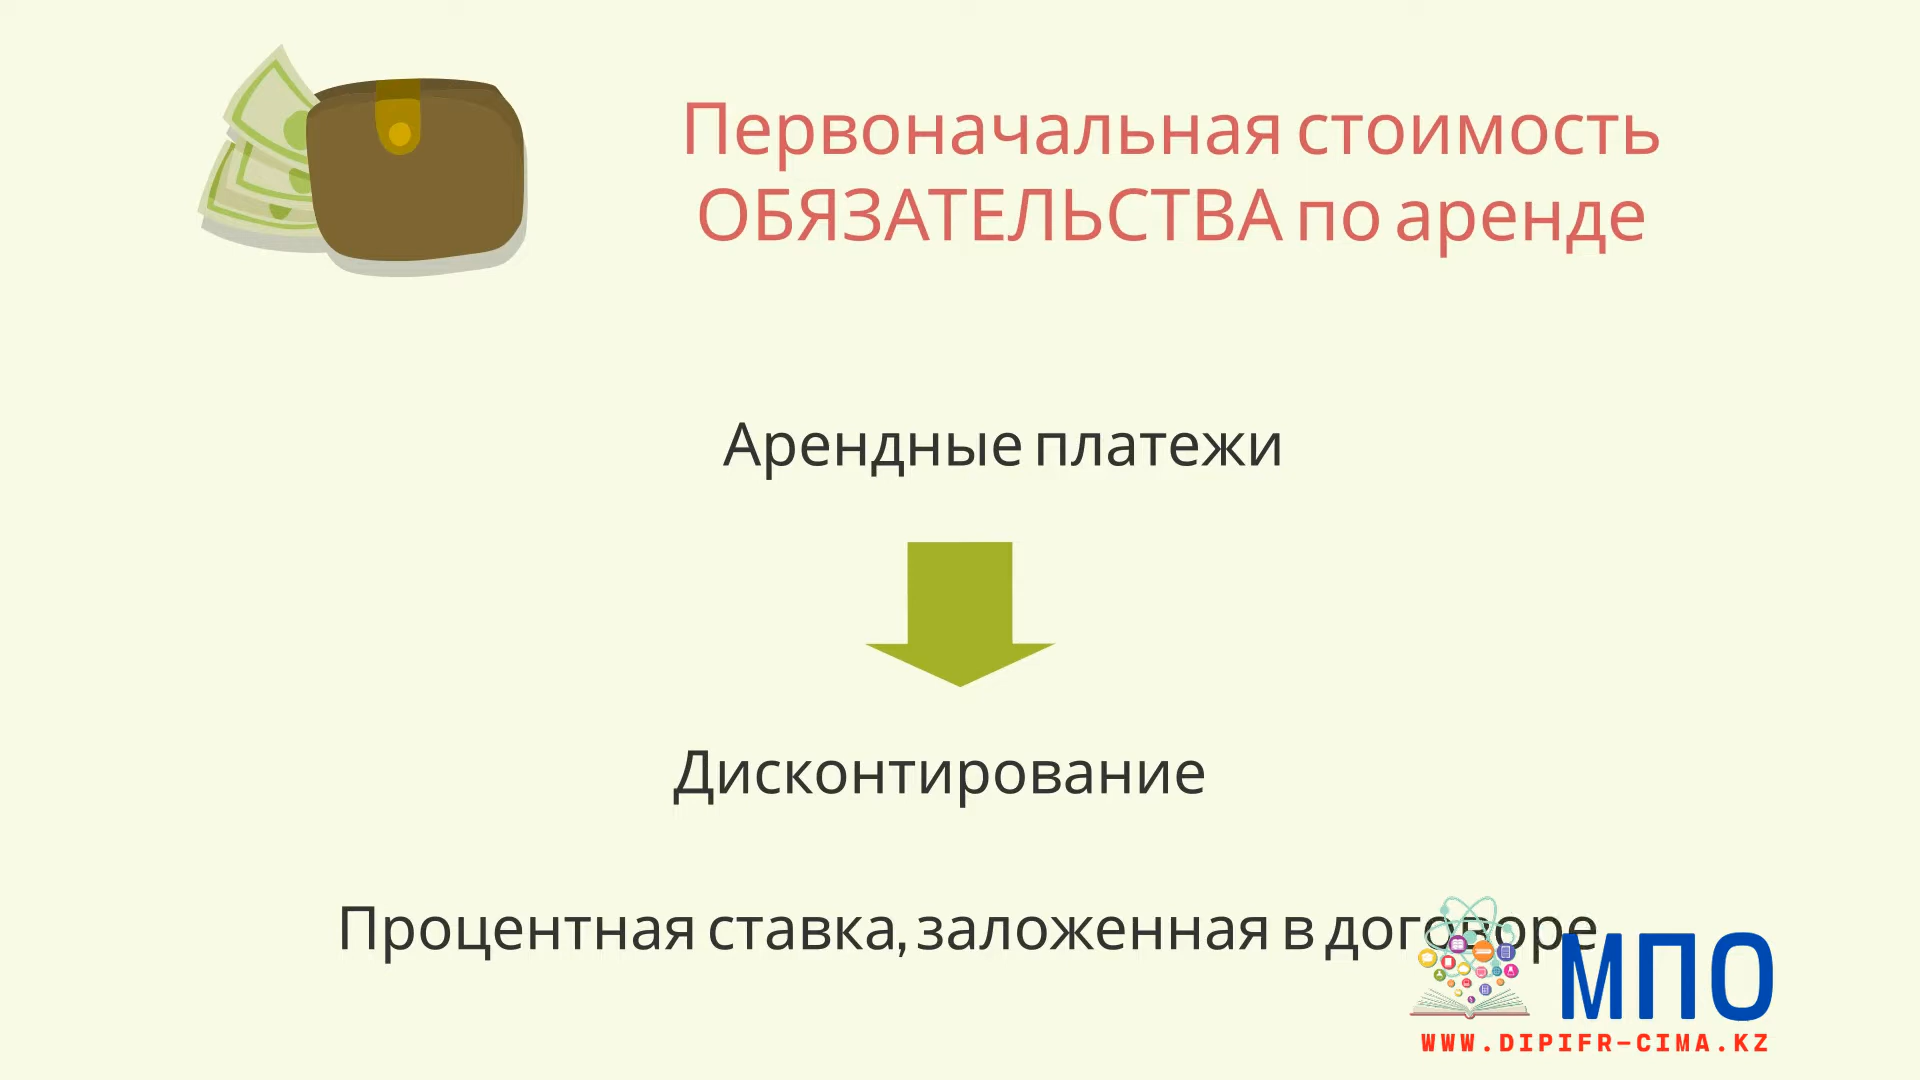 Первоначальная стоимость
ОБЯЗАТЕЛЬСТВА по аренде
Арендные платежи
Дисконтирование
Процентная ставка, заложенная в договоре
МПО
WWW.DIPIFR-CIMA.KZ